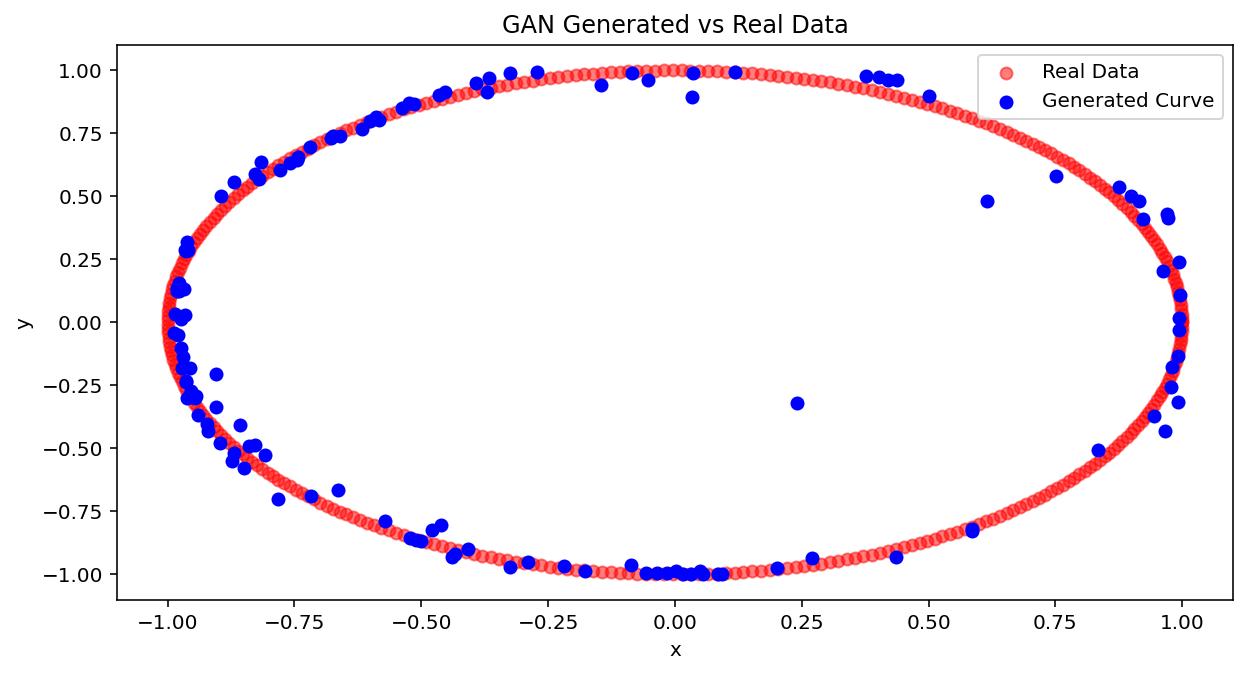 GAN Generated vs Real Data
Real Data
Generated Curve
1.00
0.75
0.50
0.25
0.00
−0.25
−0.50
−0.75
−1.00
y
−1.00 −0.75 −0.50 −0.25 0.00 0.25 0.50 0.75 1.00
x